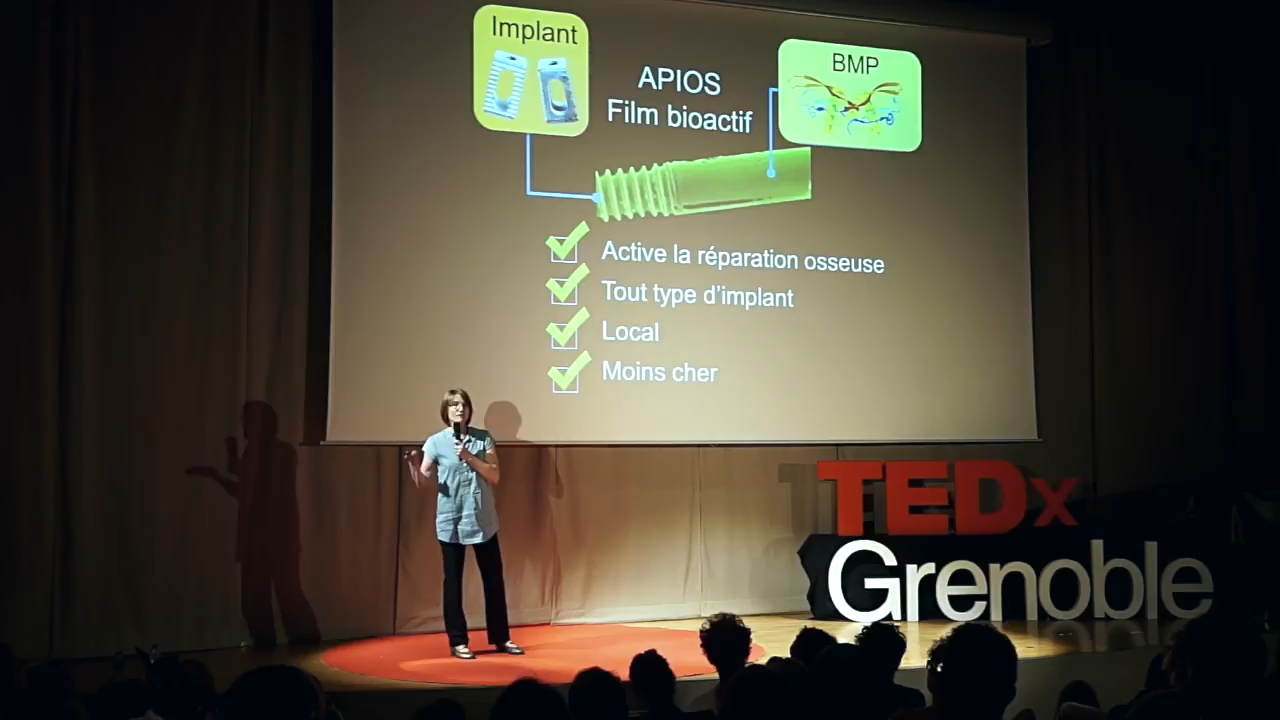 Implant
APIOS
Film bioactif
BMP
Active la réparation osseuse
Tout type d'implant
Local
Moins cher
TEDx
Grenoble